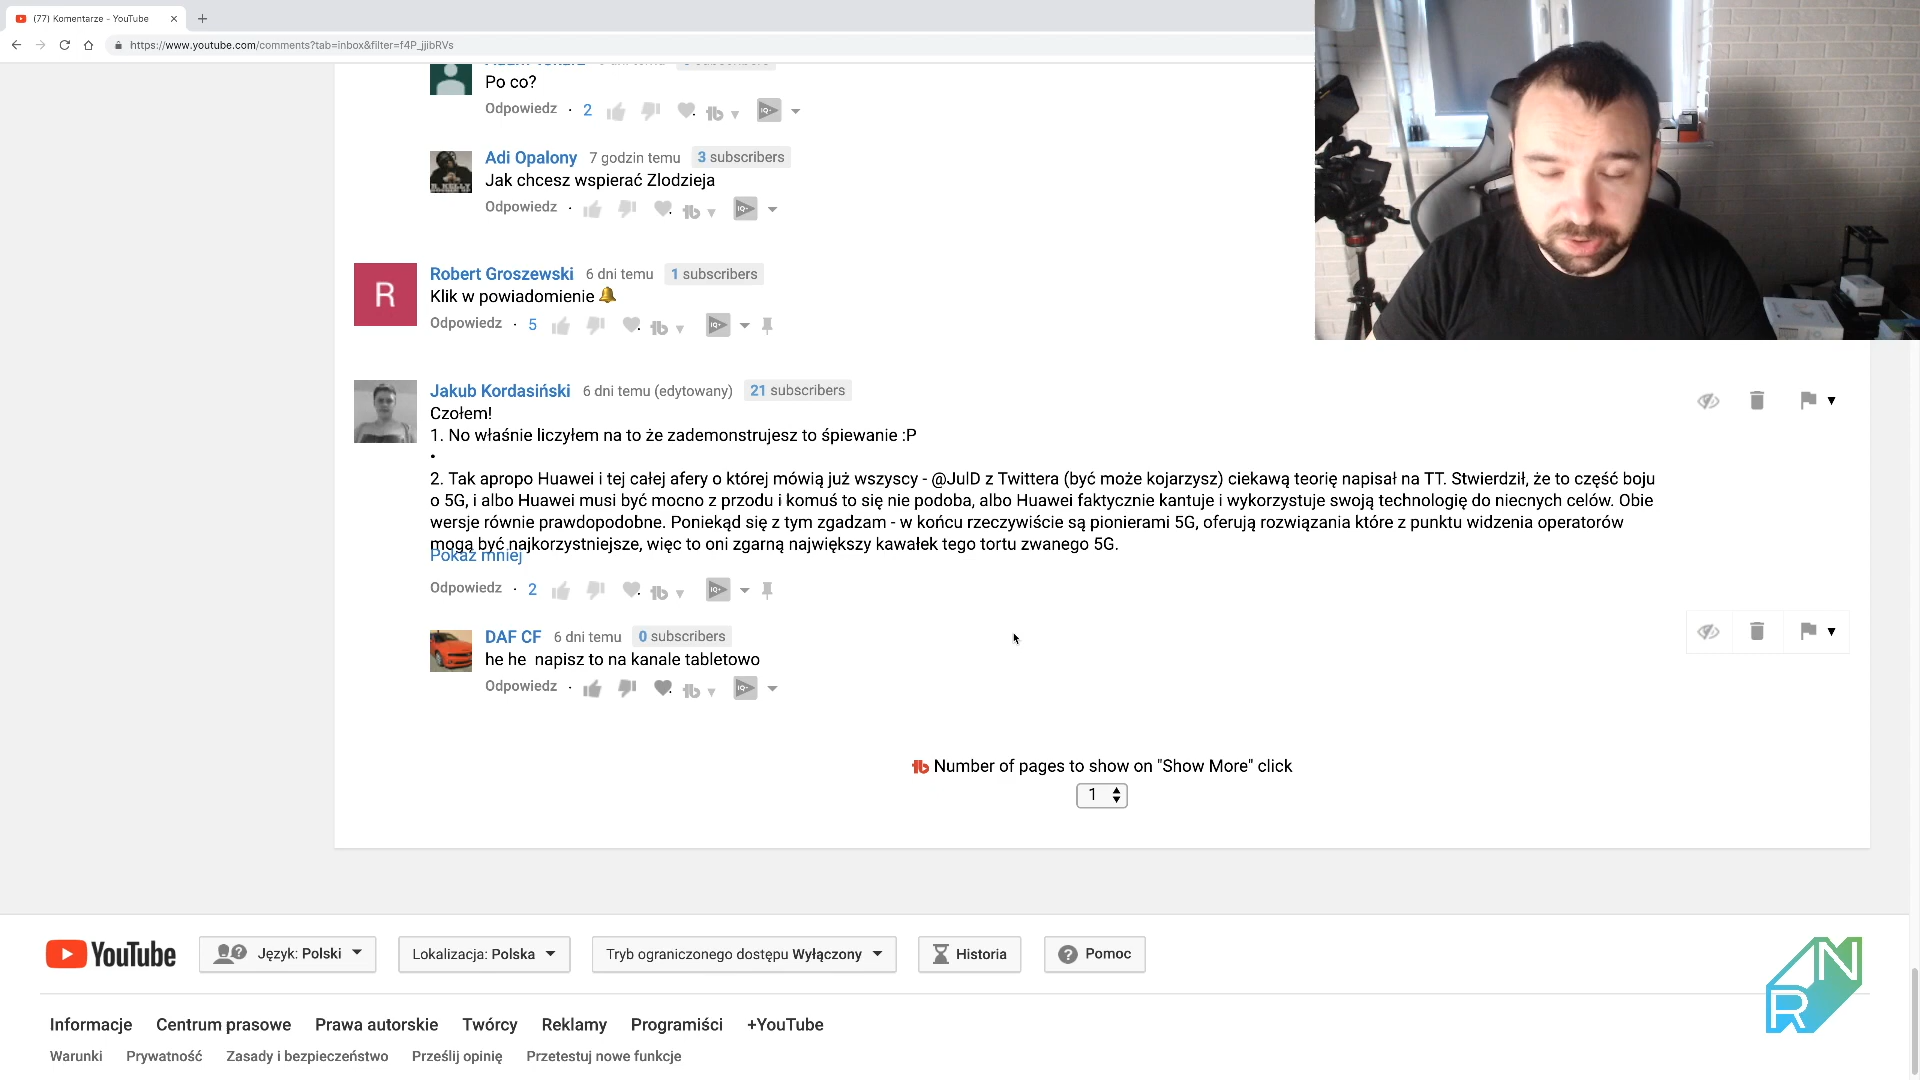 (77) Komentarze - YouTube
https://www.youtube.com/comments?tab=inbox&filter=f4P_jjibRVs
Po co?
Odpowiedz · 2
Adi Opalony 7 godzin temu 3 subscribers
Jak chcesz wspierać Zlodzieja
Odpowiedz ·
Robert Groszewski 6 dni temu 1 subscribers
Klik w powiadomienie
Odpowiedz · 5
R
Jakub Kordasiński 6 dni temu (edytowany) 21 subscribers
Czołem!
1. No właśnie liczyłem na to że zademonstrujesz to śpiewanie :P
•
2. Tak apropo Huawei i tej całej afery o której mówią już wszyscy - @JulD z Twittera (być może kojarzysz) ciekawą teorię napisał na TT. Stwierdził, że to część boju
o 5G, i albo Huawei musi być mocno z przodu i komuś to się nie podoba, albo Huawei faktycznie kantuje i wykorzystuje swoją technologię do niecnych celów. Obie
wersje równie prawdopodobne. Poniekąd się z tym zgadzam - w końcu rzeczywiście są pionierami 5G, oferują rozwiązania które z punktu widzenia operatorów
mogą być najkorzystniejsze, więc to oni zgarną największy kawałek tego tortu zwanego 5G.
Pokaż mniej
Odpowiedz · 2
DAF CF 6 dni temu 0 subscribers
he he napisz to na kanale tabletowo
Odpowiedz ·
Number of pages to show on "Show More" click
1
YouTube Język: Polski Lokalizacja: Polska Tryb ograniczonego dostępu Wyłączony Historia Pomoc
Informacje Centrum prasowe Prawa autorskie Twórcy Reklamy Programiści +YouTube
Warunki Prywatność Zasady i bezpieczeństwo Prześlij opinię Przetestuj nowe funkcje
N
R